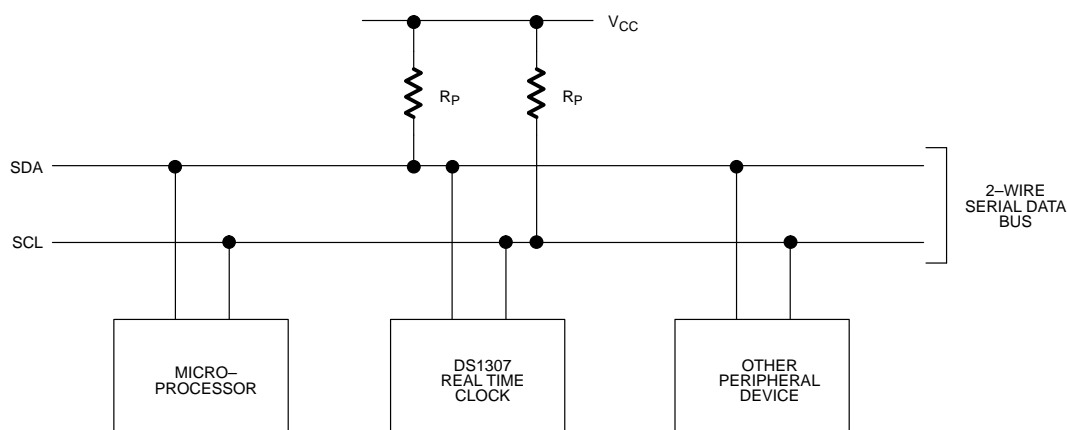 VCC
RP
RP
SDA
2–WIRE
SERIAL DATA
BUS
SCL
MICRO–
PROCESSOR
DS1307
REAL TIME
CLOCK
OTHER
PERIPHERAL
DEVICE